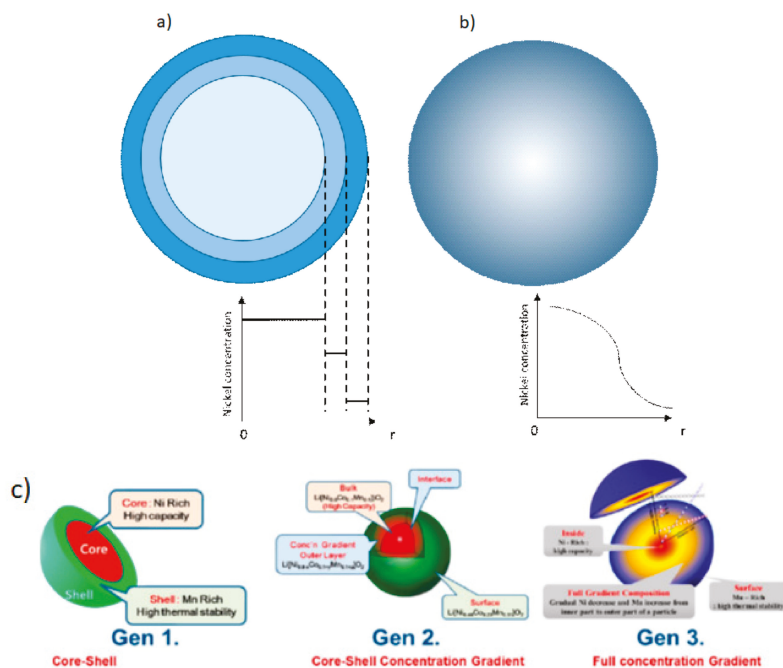 a)
b)
Nickel concentration
0
r
Nickel concentration
0
r
c)
Core: Ni Rich
High capacity
Core
Shell
Shell: Mn Rich
High thermal stability
Gen 1.
Core-Shell
Bulk
(High Capacity)
Interface
Conc'n Gradient
Outer Layer
Surface
Gen 2.
Core-Shell Concentration Gradient
Inside
Ni - Rich :
high capacity
Full Gradient Composition
Gradual Ni decrease and Mn increase from
inner part to outer part of a particle
Surface
Mn - Rich
high thermal stability
Gen 3.
Full concentration Gradient